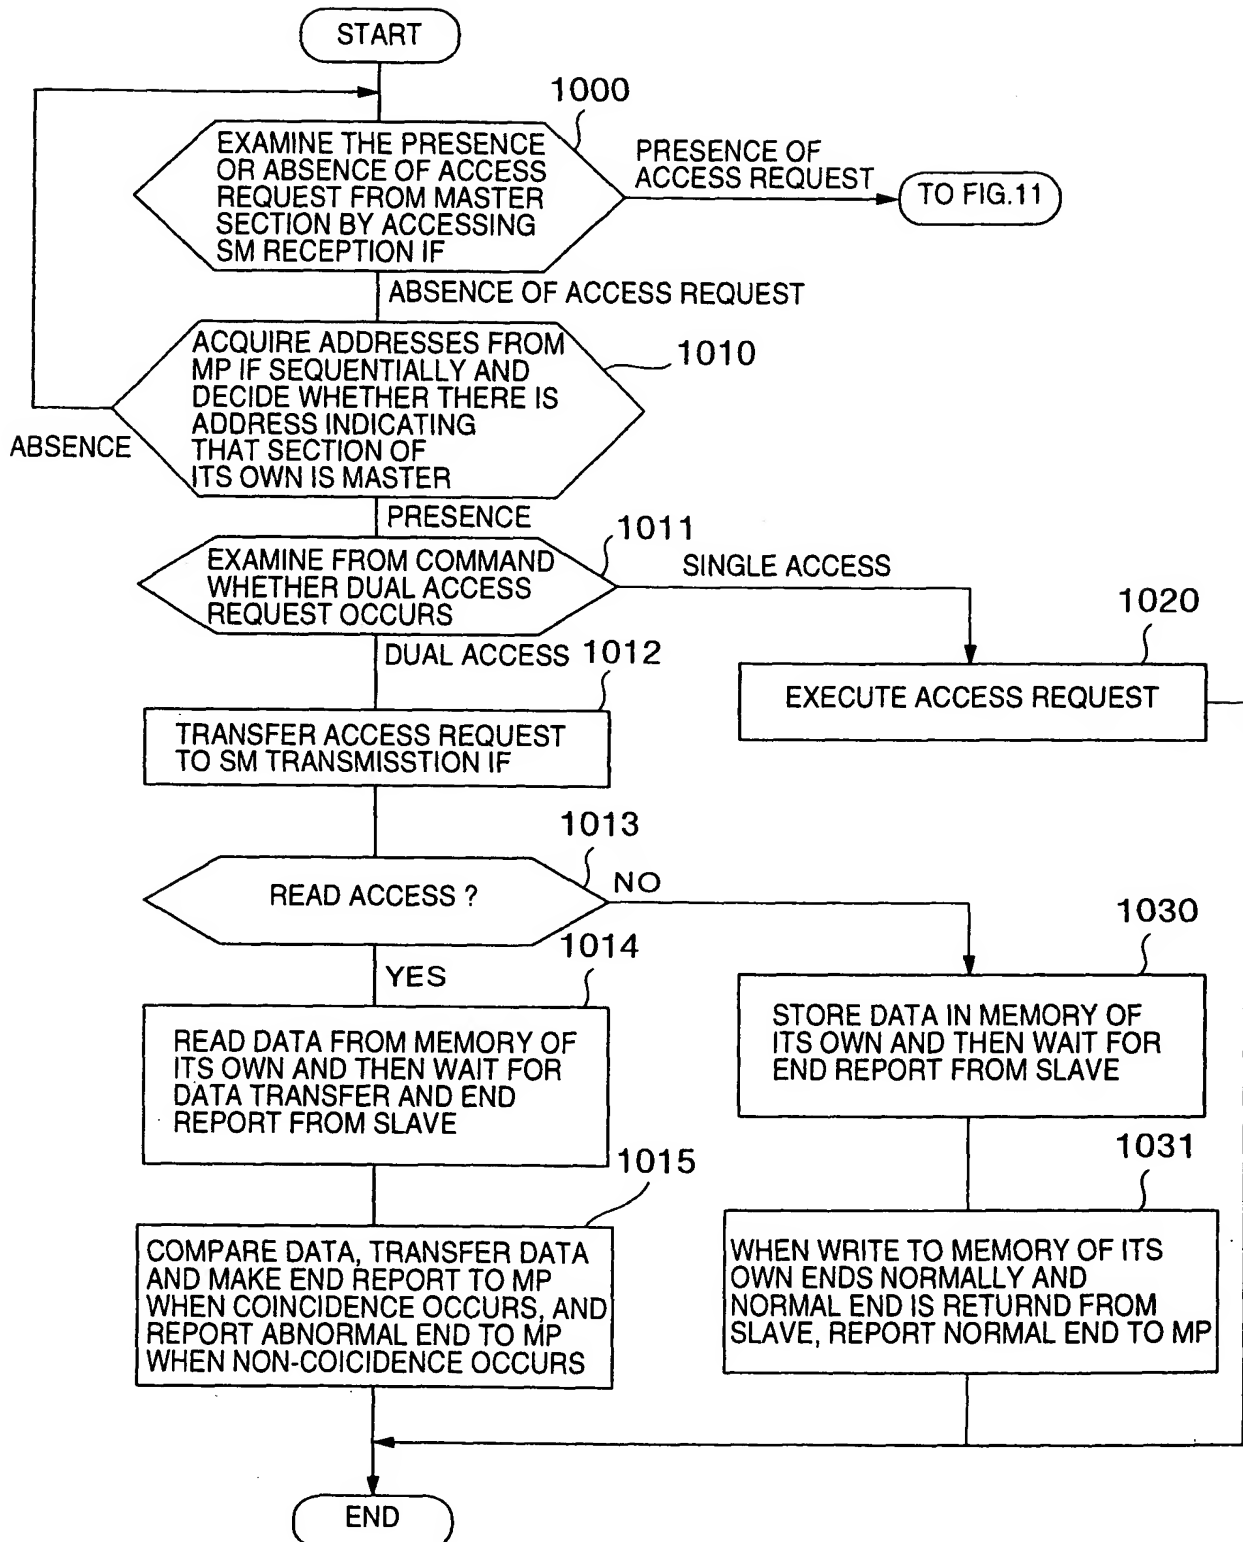 START
1000
EXAMINE THE PRESENCE
OR ABSENCE OF ACCESS
REQUEST FROM MASTER
SECTION BY ACCESSING
SM RECEPTION IF
PRESENCE OF
ACCESS REQUEST
TO FIG.11
ABSENCE OF ACCESS REQUEST
ACQUIRE ADDRESSES FROM
MP IF SEQUENTIALLY AND
DECIDE WHETHER THERE IS
ADDRESS INDICATING
THAT SECTION OF
ITS OWN IS MASTER
1010
ABSENCE
PRESENCE
1011
EXAMINE FROM COMMAND
WHETHER DUAL ACCESS
REQUEST OCCURS
SINGLE ACCESS
1020
EXECUTE ACCESS REQUEST
DUAL ACCESS
1012
TRANSFER ACCESS REQUEST
TO SM TRANSMISSTION IF
1013
READ ACCESS ?
NO
YES
1014
READ DATA FROM MEMORY OF
ITS OWN AND THEN WAIT FOR
DATA TRANSFER AND END
REPORT FROM SLAVE
1030
STORE DATA IN MEMORY OF
ITS OWN AND THEN WAIT FOR
END REPORT FROM SLAVE
1015
COMPARE DATA, TRANSFER DATA
AND MAKE END REPORT TO MP
WHEN COINCIDENCE OCCURS, AND
REPORT ABNORMAL END TO MP
WHEN NON-COICIDENCE OCCURS
1031
WHEN WRITE TO MEMORY OF ITS
OWN ENDS NORMALLY AND
NORMAL END IS RETURND FROM
SLAVE, REPORT NORMAL END TO MP
END